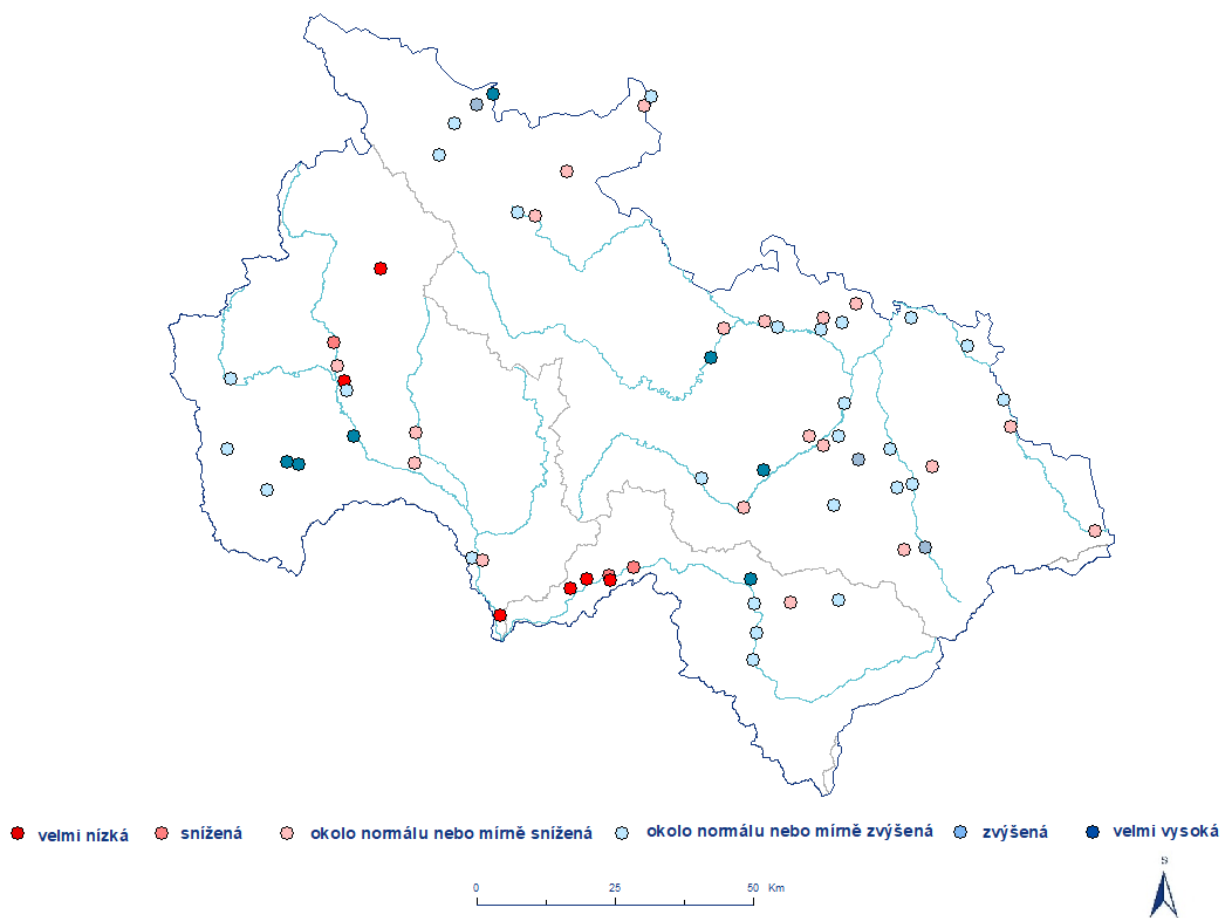 velmi nízká snížená okolo normálu nebo mírně snížená okolo normálu nebo mírně zvýšená zvýšená velmi vysoká
0 25 50 Km
S